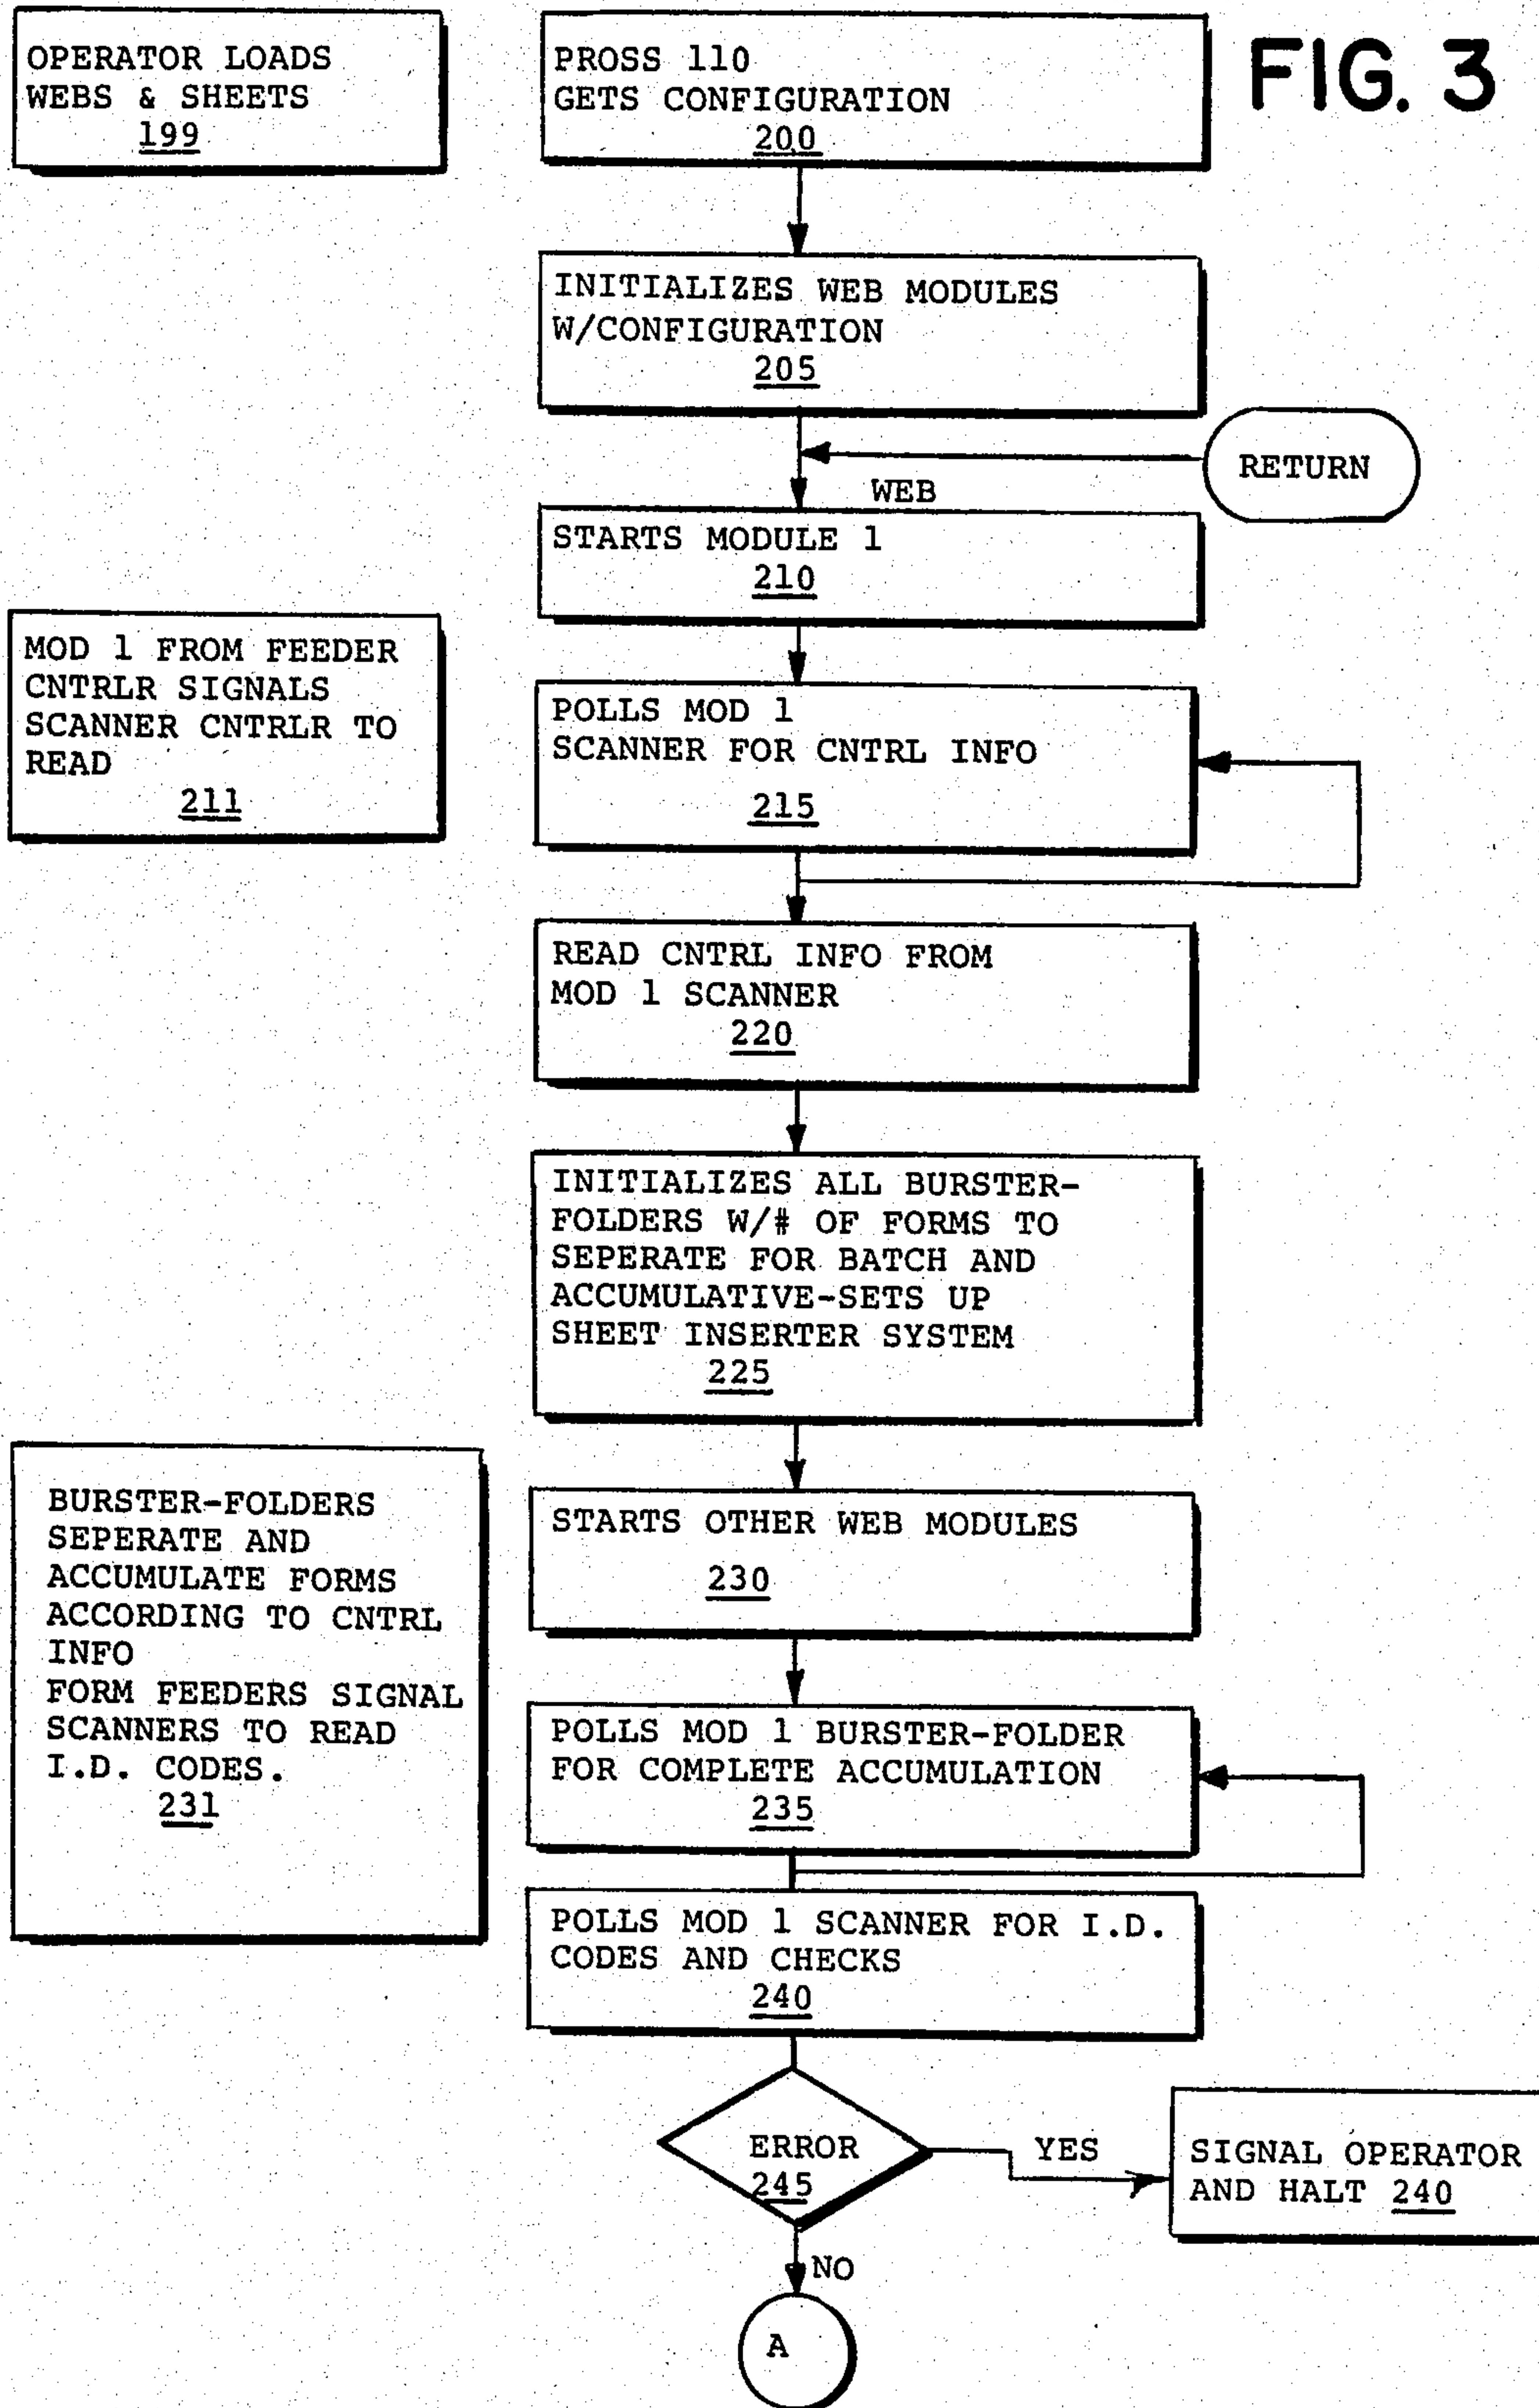 FIG. 3
OPERATOR LOADS
WEBS & SHEETS
199
PROSS 110
GETS CONFIGURATION
200
INITIALIZES WEB MODULES
W/CONFIGURATION
205
RETURN
WEB
STARTS MODULE 1
210
MOD 1 FROM FEEDER
CNTRLR SIGNALS
SCANNER CNTRLR TO
READ
211
POLLS MOD 1
SCANNER FOR CNTRL INFO
215
READ CNTRL INFO FROM
MOD 1 SCANNER
220
INITIALIZES ALL BURSTER-
FOLDERS W/# OF FORMS TO
SEPERATE FOR BATCH AND
ACCUMULATIVE-SETS UP
SHEET INSERTER SYSTEM
225
BURSTER-FOLDERS
SEPERATE AND
ACCUMULATE FORMS
ACCORDING TO CNTRL
INFO
FORM FEEDERS SIGNAL
SCANNERS TO READ
I.D. CODES.
231
STARTS OTHER WEB MODULES
230
POLLS MOD 1 BURSTER-FOLDER
FOR COMPLETE ACCUMULATION
235
POLLS MOD 1 SCANNER FOR I.D.
CODES AND CHECKS
240
ERROR
245
YES
SIGNAL OPERATOR
AND HALT 240
NO
A